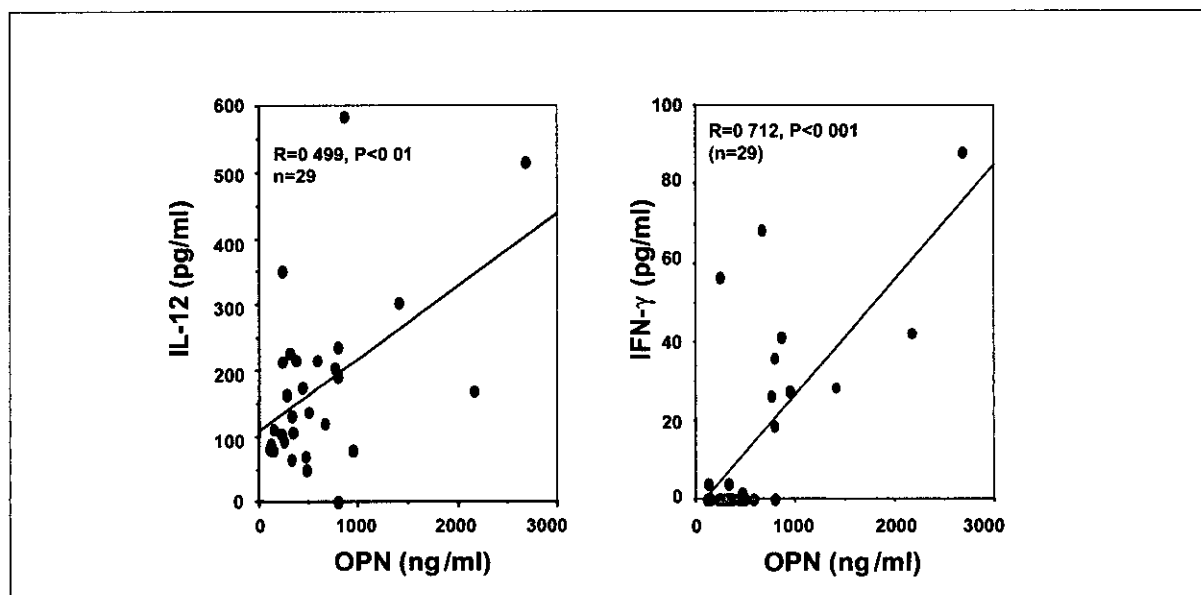 600
500
400
300
200
100
0
IL-12 (pg/ml)
R=0 499, P<0 01
n=29
0 1000 2000 3000
OPN (ng/ml)
100
80
60
40
20
0
IFN-γ (pg/ml)
R=0 712, P<0 001
(n=29)
0 1000 2000 3000
OPN (ng/ml)